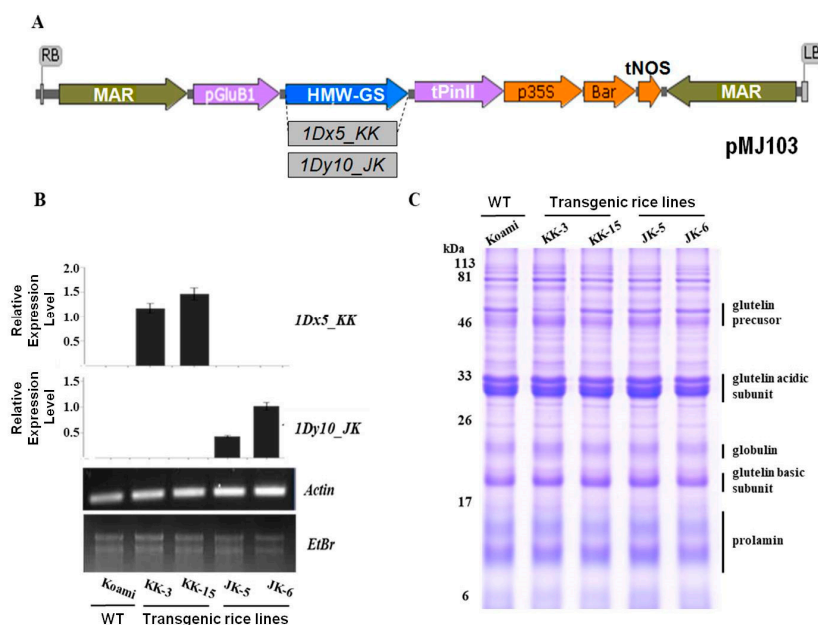 A
RB
MAR
pGluB1
HMW-GS
tPinII
p35S
Bar
tNOS
MAR
LB
1Dx5_KK
1Dy10_JK
pMJ103
B
Relative Expression Level
2.0
1.5
1.0
0.5
1Dx5_KK
Relative Expression Level
1.5
1.0
0.5
1Dy10_JK
Actin
EtBr
Koami
KK-3
KK-15
JK-5
JK-6
WT
Transgenic rice lines
C
WT
Transgenic rice lines
Koami
KK-3
KK-15
JK-5
JK-6
kDa
113
81
46
33
26
17
6
glutelin
precusor
glutelin acidic
subunit
globulin
glutelin basic
subunit
prolamin